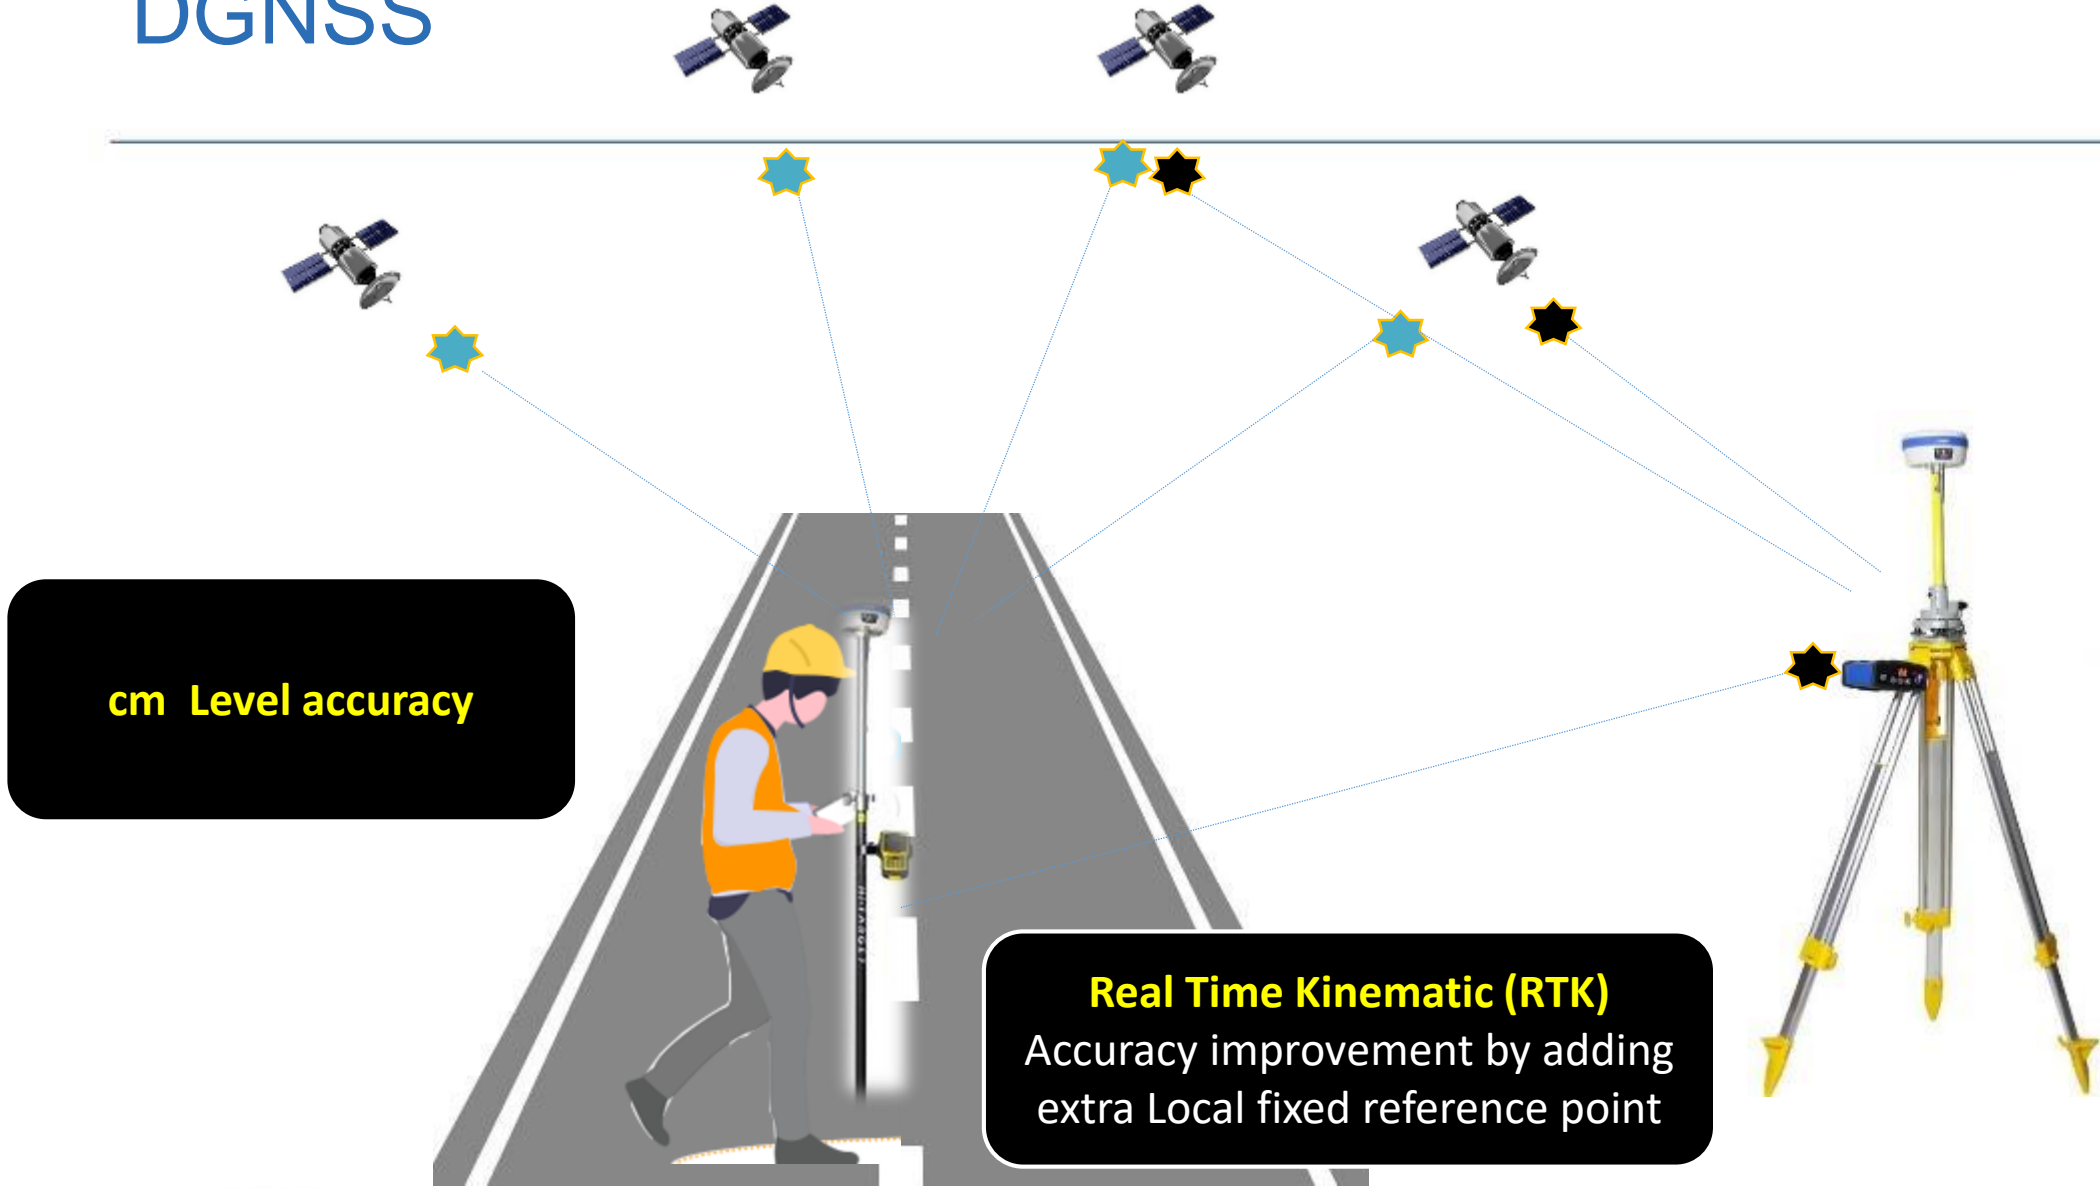 DGNSS
cm  Level accuracy
Real Time Kinematic (RTK)
Accuracy improvement by adding
extra Local fixed reference point